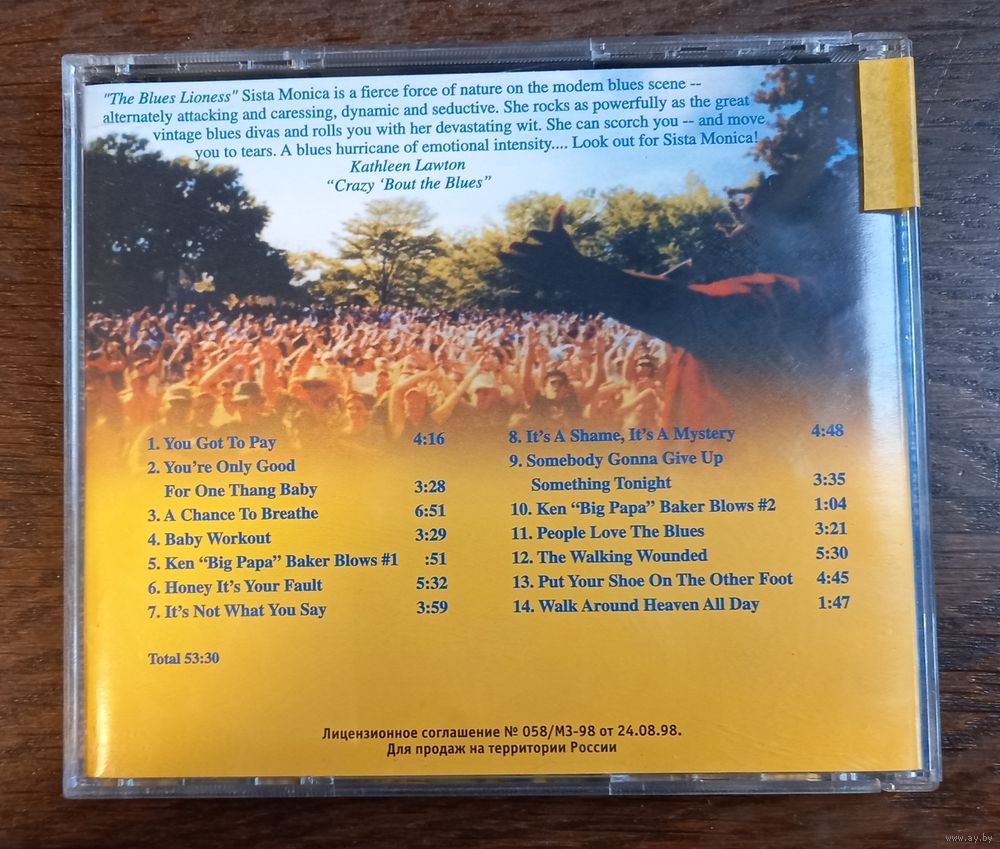 "The Blues Lioness" Sista Monica is a fierce force of nature on the modem blues scene --
alternately attacking and caressing, dynamic and seductive. She rocks as powerfully as the great
vintage blues divas and rolls you with her devastating wit. She can scorch you -- and move
you to tears. A blues hurricane of emotional intensity.... Look out for Sista Monica!
Kathleen Lawton
"Crazy 'Bout the Blues"
1. You Got To Pay 4:16
2. You're Only Good
For One Thang Baby 3:28
3. A Chance To Breathe 6:51
4. Baby Workout 3:29
5. Ken "Big Papa" Baker Blows #1 :51
6. Honey It's Your Fault 5:32
7. It's Not What You Say 3:59
8. It's A Shame, It's A Mystery 4:48
9. Somebody Gonna Give Up
Something Tonight 3:35
10. Ken "Big Papa" Baker Blows #2 1:04
11. People Love The Blues 3:21
12. The Walking Wounded 5:30
13. Put Your Shoe On The Other Foot 4:45
14. Walk Around Heaven All Day 1:47
Total 53:30
Лицензионное соглашение № 058/МЗ-98 от 24.08.98.
Для продаж на территории России
www.ay.by